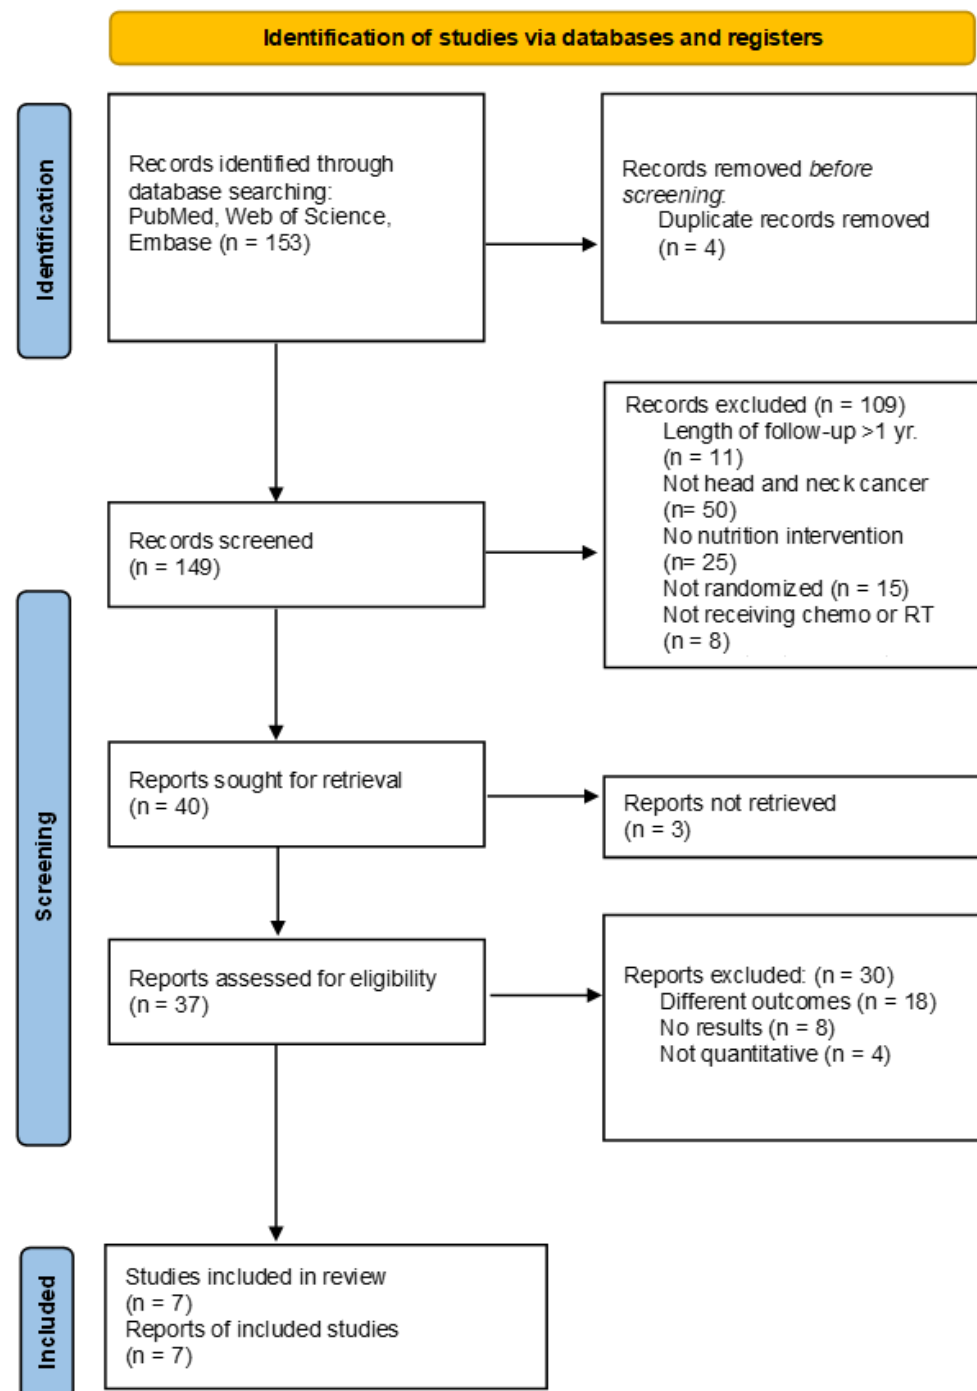 Identification of studies via databases and registers
Identification
Records identified through
database searching:
PubMed, Web of Science,
Embase (n = 153)
Records removed before
screening:
Duplicate records removed
(n = 4)
Records excluded (n = 109)
Length of follow-up >1 yr.
(n = 11)
Not head and neck cancer
(n= 50)
No nutrition intervention
(n= 25)
Not randomized (n = 15)
Not receiving chemo or RT
(n = 8)
Records screened
(n = 149)
Screening
Reports sought for retrieval
(n = 40)
Reports not retrieved
(n = 3)
Reports assessed for eligibility
(n = 37)
Reports excluded: (n = 30)
Different outcomes (n = 18)
No results (n = 8)
Not quantitative (n = 4)
Included
Studies included in review
(n = 7)
Reports of included studies
(n = 7)